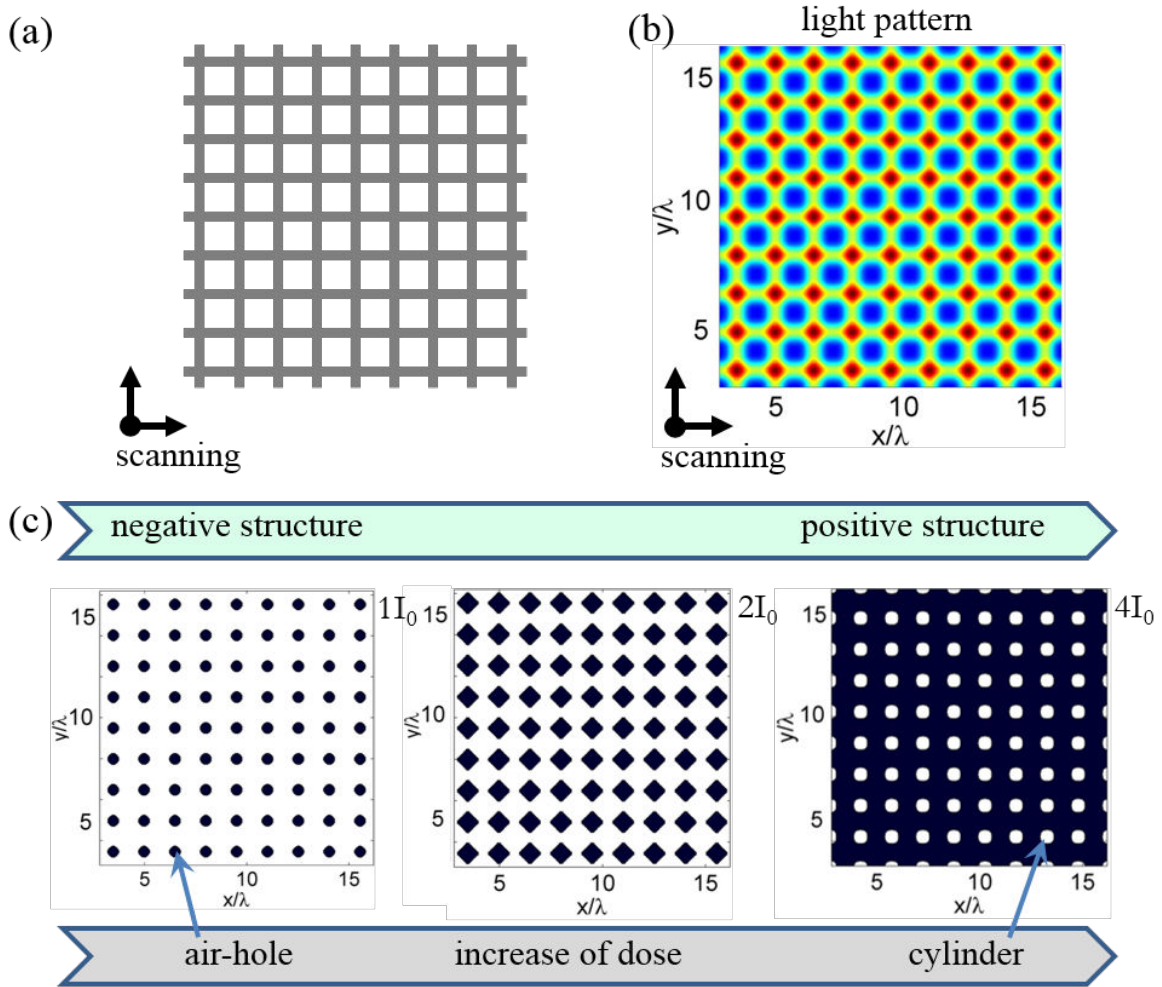 (a)
scanning
(b)
light pattern
15
10
5
y/λ
5
10
15
x/λ
scanning
(c)
negative structure
positive structure
1I₀
15
10
5
y/λ
5
10
15
x/λ
2I₀
15
10
5
y/λ
5
10
15
x/λ
4I₀
15
10
5
y/λ
5
10
15
x/λ
air-hole
increase of dose
cylinder